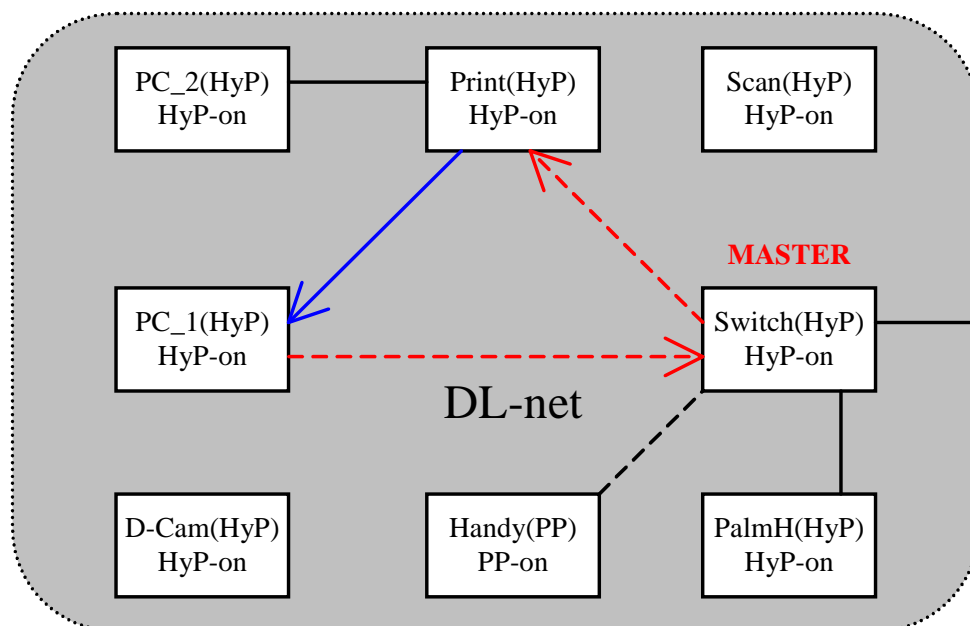 PC_2(HyP)
HyP-on
Print(HyP)
HyP-on
Scan(HyP)
HyP-on
MASTER
PC_1(HyP)
HyP-on
Switch(HyP)
HyP-on
DL-net
D-Cam(HyP)
HyP-on
Handy(PP)
PP-on
PalmH(HyP)
HyP-on